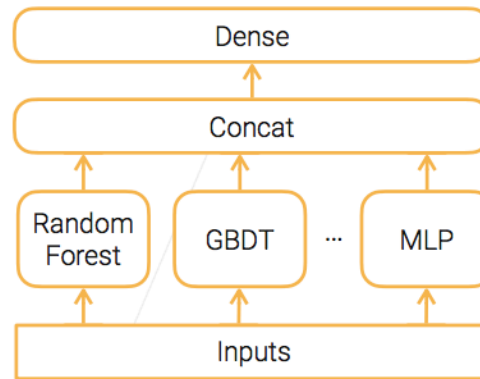 Dense
Concat
Random
Forest
GBDT
...
MLP
Inputs